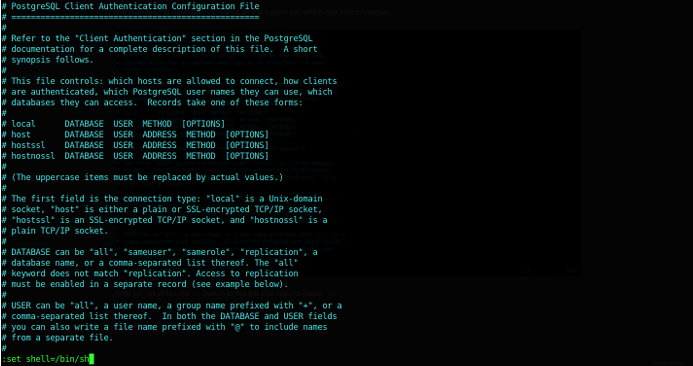 # PostgreSQL Client Authentication Configuration File
# ===================================================
#
# Refer to the "Client Authentication" section in the PostgreSQL
# documentation for a complete description of this file.  A short
# synopsis follows.
#
# This file controls: which hosts are allowed to connect, how clients
# are authenticated, which PostgreSQL user names they can use, which
# databases they can access.  Records take one of these forms:
#
# local      DATABASE  USER  METHOD  [OPTIONS]
# host       DATABASE  USER  ADDRESS  METHOD  [OPTIONS]
# hostssl    DATABASE  USER  ADDRESS  METHOD  [OPTIONS]
# hostnossl  DATABASE  USER  ADDRESS  METHOD  [OPTIONS]
#
# (The uppercase items must be replaced by actual values.)
#
# The first field is the connection type: "local" is a Unix-domain
# socket, "host" is either a plain or SSL-encrypted TCP/IP socket,
# "hostssl" is an SSL-encrypted TCP/IP socket, and "hostnossl" is a
# plain TCP/IP socket.
#
# DATABASE can be "all", "sameuser", "samerole", "replication", a
# database name, or a comma-separated list thereof. The "all"
# keyword does not match "replication". Access to replication
# must be enabled in a separate record (see example below).
#
# USER can be "all", a user name, a group name prefixed with "+", or a
# comma-separated list thereof.  In both the DATABASE and USER fields
# you can also write a file name prefixed with "@" to include names
# from a separate file.
#
:set shell=/bin/sh